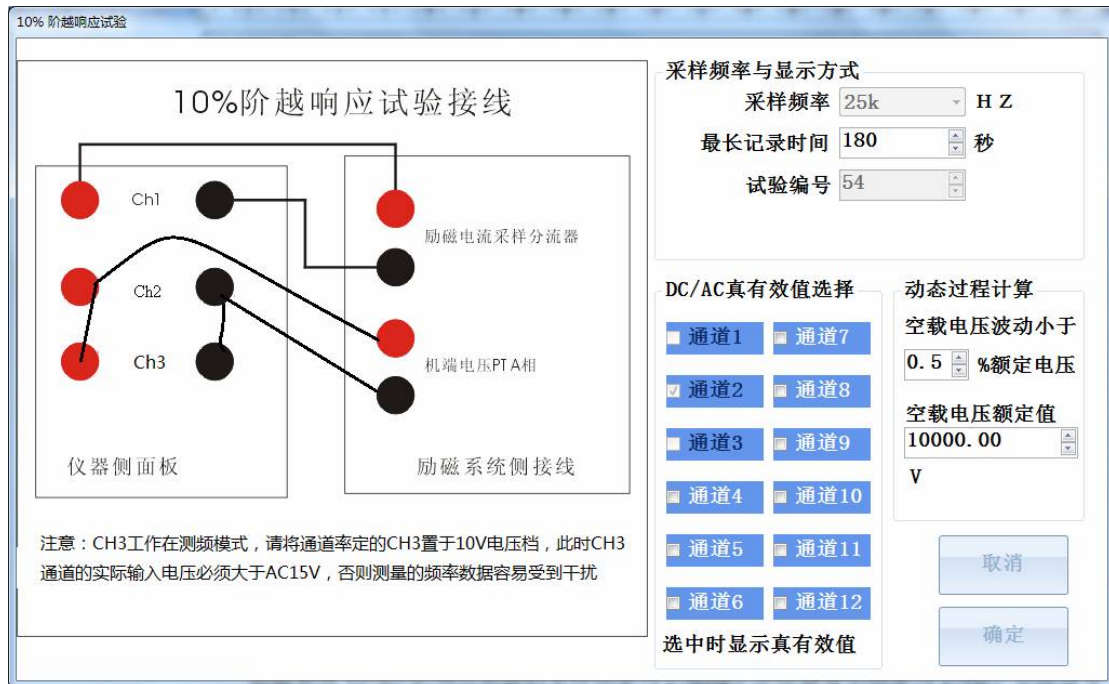 10% 阶越响应试验
10%阶越响应试验接线
Ch1
励磁电流采样分流器
Ch2
Ch3
机端电压PT A相
仪器侧面板
励磁系统侧接线
注意：CH3工作在测频模式，请将通道率定的CH3置于10V电压档，此时CH3
通道的实际输入电压必须大于AC15V，否则测量的频率数据容易受到干扰
采样频率与显示方式
采样频率 25k H Z
最长记录时间 180 秒
试验编号 54
DC/AC真有效值选择
通道1 通道7
通道2 通道8
通道3 通道9
通道4 通道10
通道5 通道11
通道6 通道12
选中时显示真有效值
动态过程计算
空载电压波动小于
0.5 %额定电压
空载电压额定值
10000.00
V
取消
确定